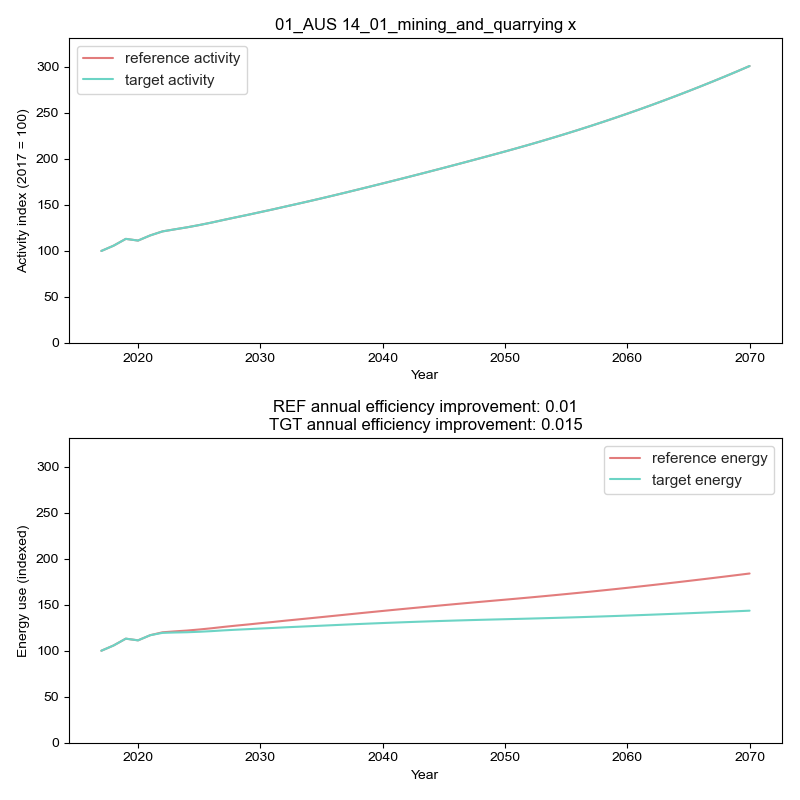 01_AUS 14_01_mining_and_quarrying x
reference activity
target activity
Activity index (2017 = 100)
300
250
200
150
100
50
0
2020 2030 2040 2050 2060 2070
Year
REF annual efficiency improvement: 0.01
TGT annual efficiency improvement: 0.015
reference energy
target energy
Energy use (indexed)
300
250
200
150
100
50
0
2020 2030 2040 2050 2060 2070
Year